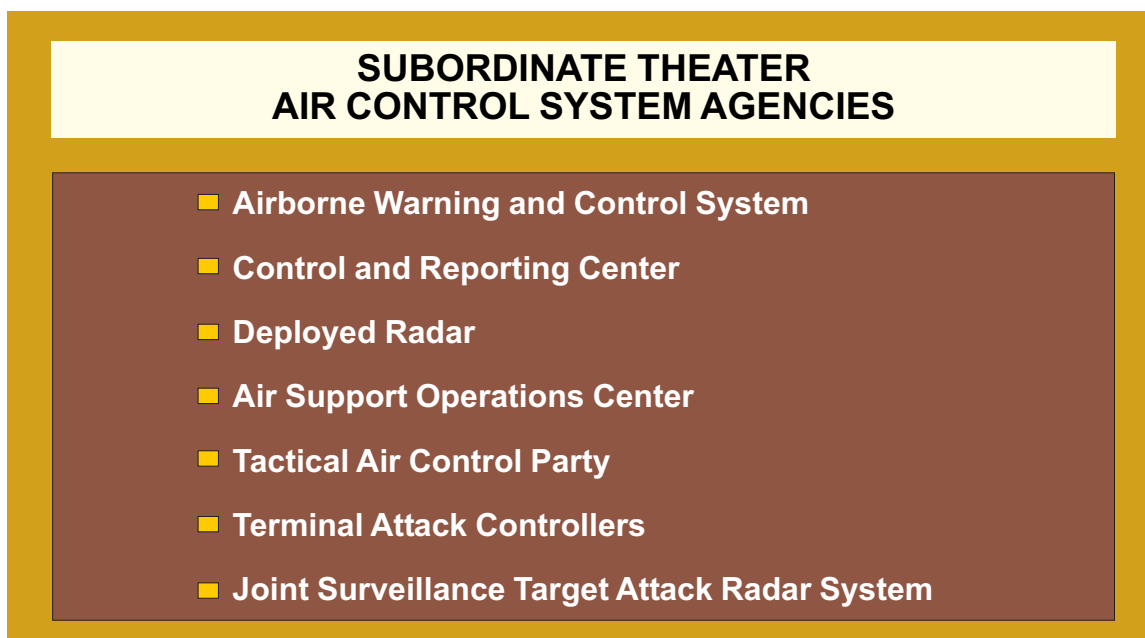 SUBORDINATE THEATER
AIR CONTROL SYSTEM AGENCIES
Airborne Warning and Control System
Control and Reporting Center
Deployed Radar
Air Support Operations Center
Tactical Air Control Party
Terminal Attack Controllers
Joint Surveillance Target Attack Radar System